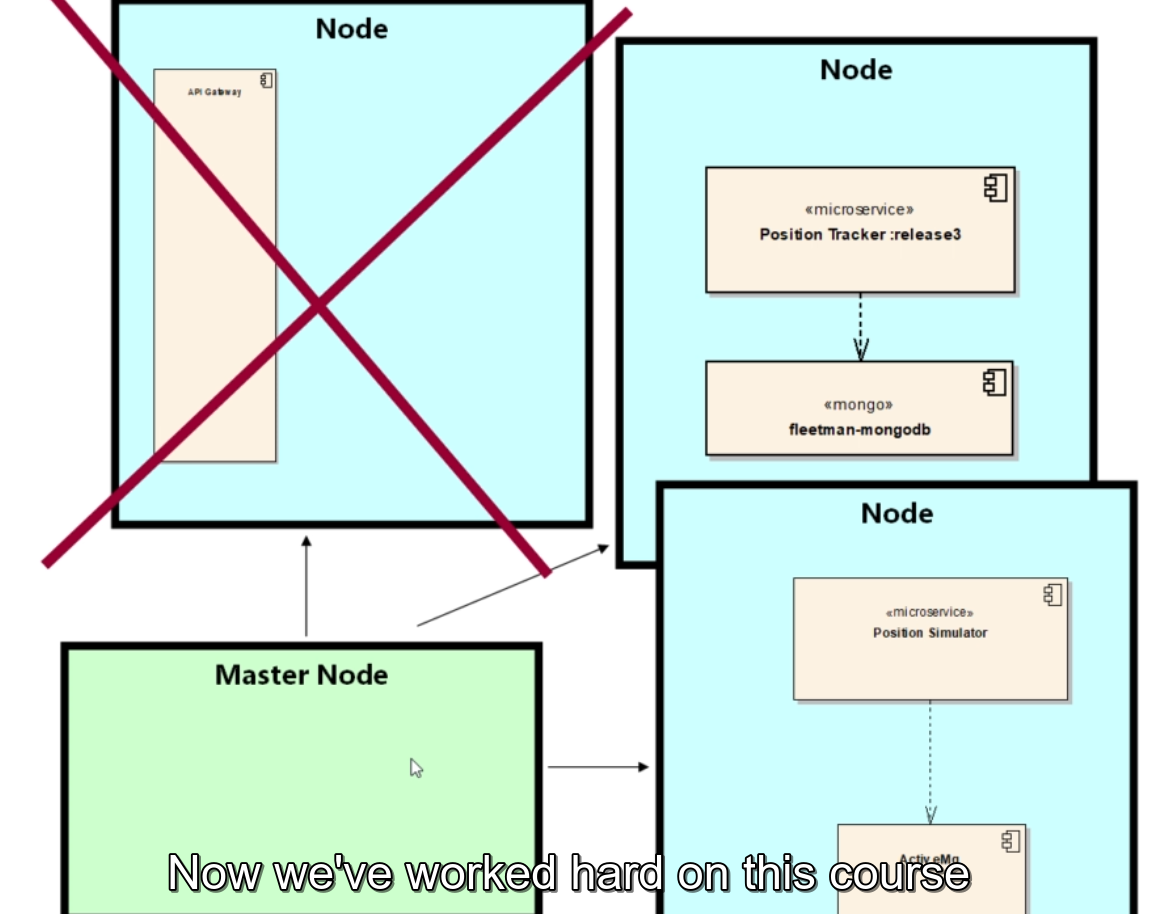 Node
API Gateway
Node
«microservice»
Position Tracker :release3
«mongo»
fleetman-mongodb
Node
«microservice»
Position Simulator
Master Node
ActiveMq
Now we've worked hard on this course